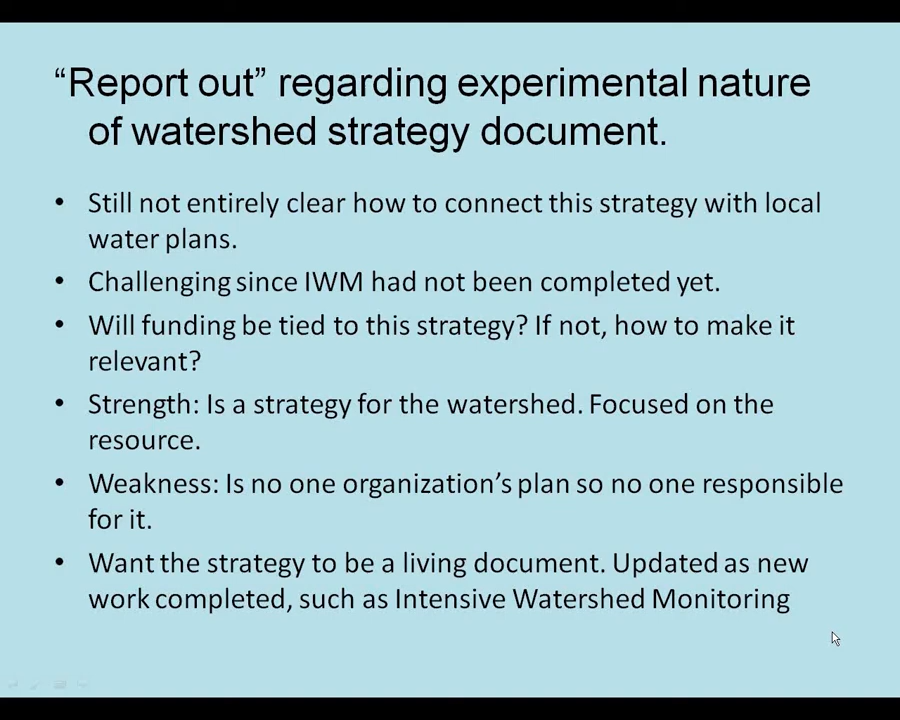 “Report out” regarding experimental nature
of watershed strategy document.
• Still not entirely clear how to connect this strategy with local
water plans.
• Challenging since IWM had not been completed yet.
• Will funding be tied to this strategy? If not, how to make it
relevant?
• Strength: Is a strategy for the watershed. Focused on the
resource.
• Weakness: Is no one organization’s plan so no one responsible
for it.
• Want the strategy to be a living document. Updated as new
work completed, such as Intensive Watershed Monitoring